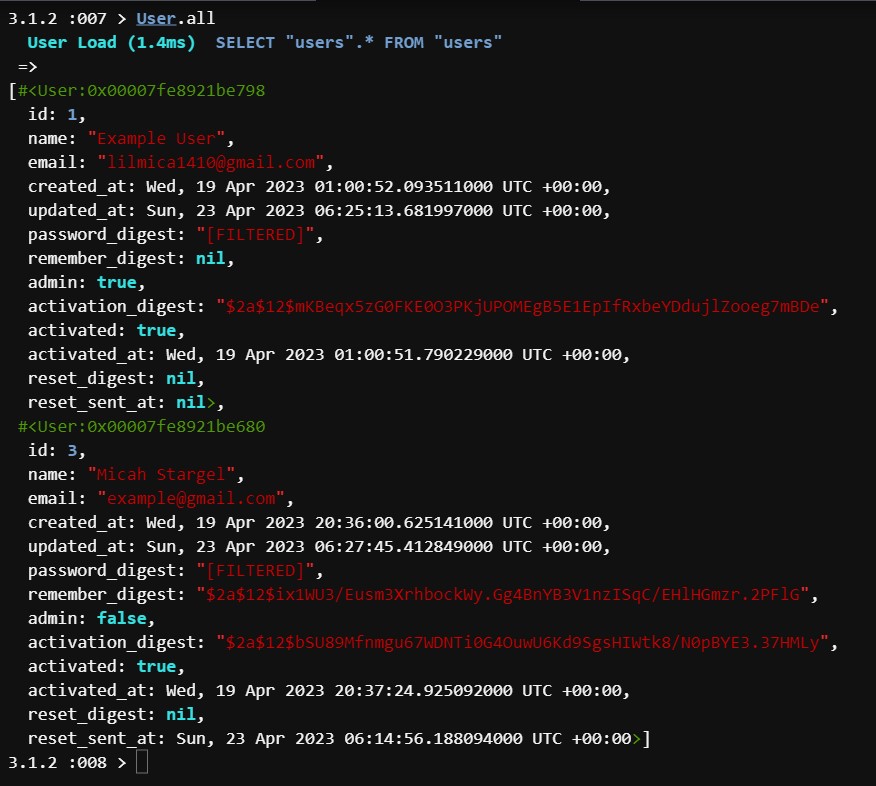 3.1.2 :007 > User.all
User Load (1.4ms)  SELECT "users".* FROM "users"
=>
[#<User:0x00007fe8921be798
id: 1,
name: "Example User",
email: "lilmica1410@gmail.com",
created_at: Wed, 19 Apr 2023 01:00:52.093511000 UTC +00:00,
updated_at: Sun, 23 Apr 2023 06:25:13.681997000 UTC +00:00,
password_digest: "[FILTERED]",
remember_digest: nil,
admin: true,
activation_digest: "$2a$12$mKBeqx5zG0FKE0O3PKjUPOMEgB5E1EpIfRxbeYDdujlZooeg7mBDe",
activated: true,
activated_at: Wed, 19 Apr 2023 01:00:51.790229000 UTC +00:00,
reset_digest: nil,
reset_sent_at: nil>,
#<User:0x00007fe8921be680
id: 3,
name: "Micah Stargel",
email: "example@gmail.com",
created_at: Wed, 19 Apr 2023 20:36:00.625141000 UTC +00:00,
updated_at: Sun, 23 Apr 2023 06:27:45.412849000 UTC +00:00,
password_digest: "[FILTERED]",
remember_digest: "$2a$12$ix1WU3/Eusm3XrhbockWy.Gg4BnYB3V1nzISqC/EHlHGmzr.2PFlG",
admin: false,
activation_digest: "$2a$12$bSU89Mfnmgu67WDNTi0G4OuwU6Kd9SgsHIWtk8/N0pBYE3.37HMLy",
activated: true,
activated_at: Wed, 19 Apr 2023 20:37:24.925092000 UTC +00:00,
reset_digest: nil,
reset_sent_at: Sun, 23 Apr 2023 06:14:56.188094000 UTC +00:00>]
3.1.2 :008 >